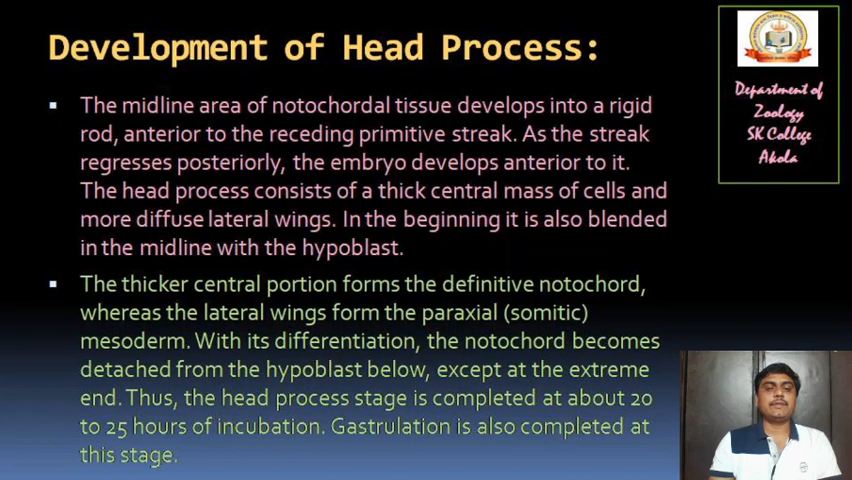 Development of Head Process:
Department of
Zoology
SK College
Akola
▪ The midline area of notochordal tissue develops into a rigid
rod, anterior to the receding primitive streak. As the streak
regresses posteriorly, the embryo develops anterior to it.
The head process consists of a thick central mass of cells and
more diffuse lateral wings. In the beginning it is also blended
in the midline with the hypoblast.
▪ The thicker central portion forms the definitive notochord,
whereas the lateral wings form the paraxial (somitic)
mesoderm. With its differentiation, the notochord becomes
detached from the hypoblast below, except at the extreme
end. Thus, the head process stage is completed at about 20
to 25 hours of incubation. Gastrulation is also completed at
this stage.